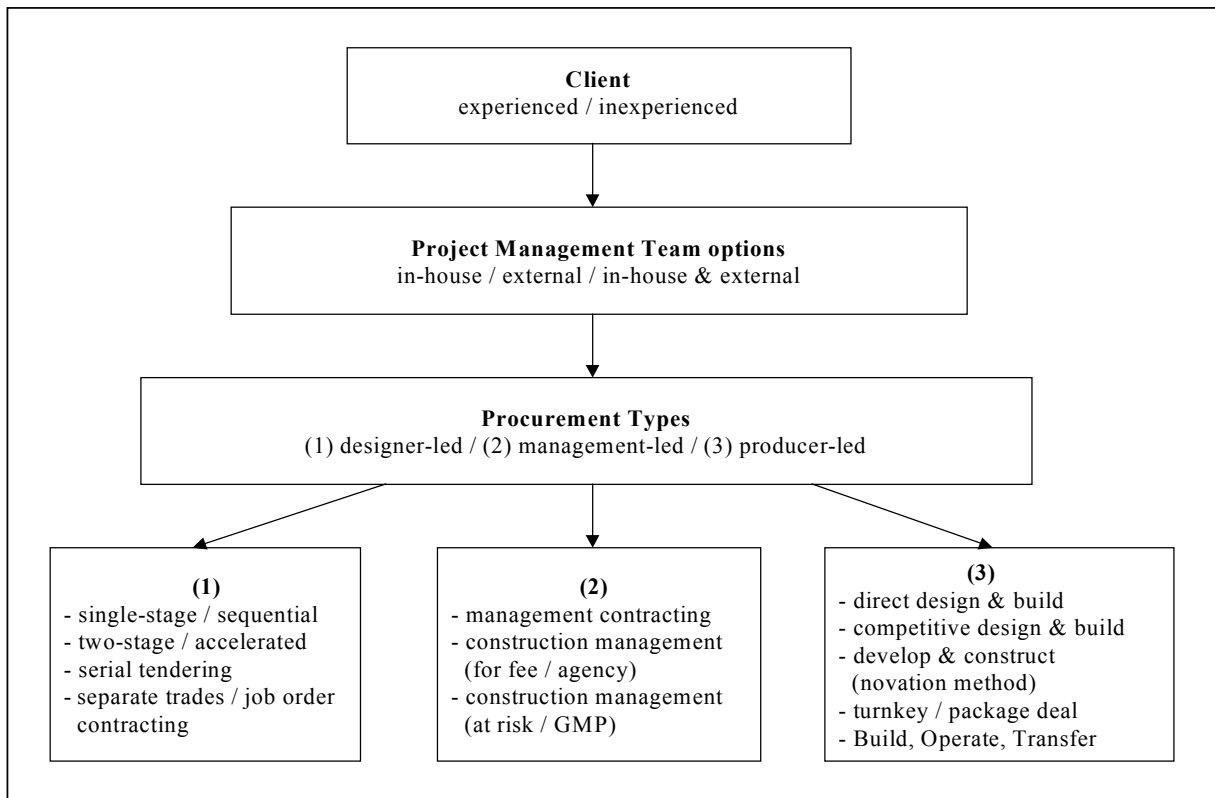 Client
experienced / inexperienced
Project Management Team options
in-house / external / in-house & external
Procurement Types
(1) designer-led / (2) management-led / (3) producer-led
(1)
- single-stage / sequential
- two-stage / accelerated
- serial tendering
- separate trades / job order
contracting
(2)
- management contracting
- construction management
(for fee / agency)
- construction management
(at risk / GMP)
(3)
- direct design & build
- competitive design & build
- develop & construct
(novation method)
- turnkey / package deal
- Build, Operate, Transfer